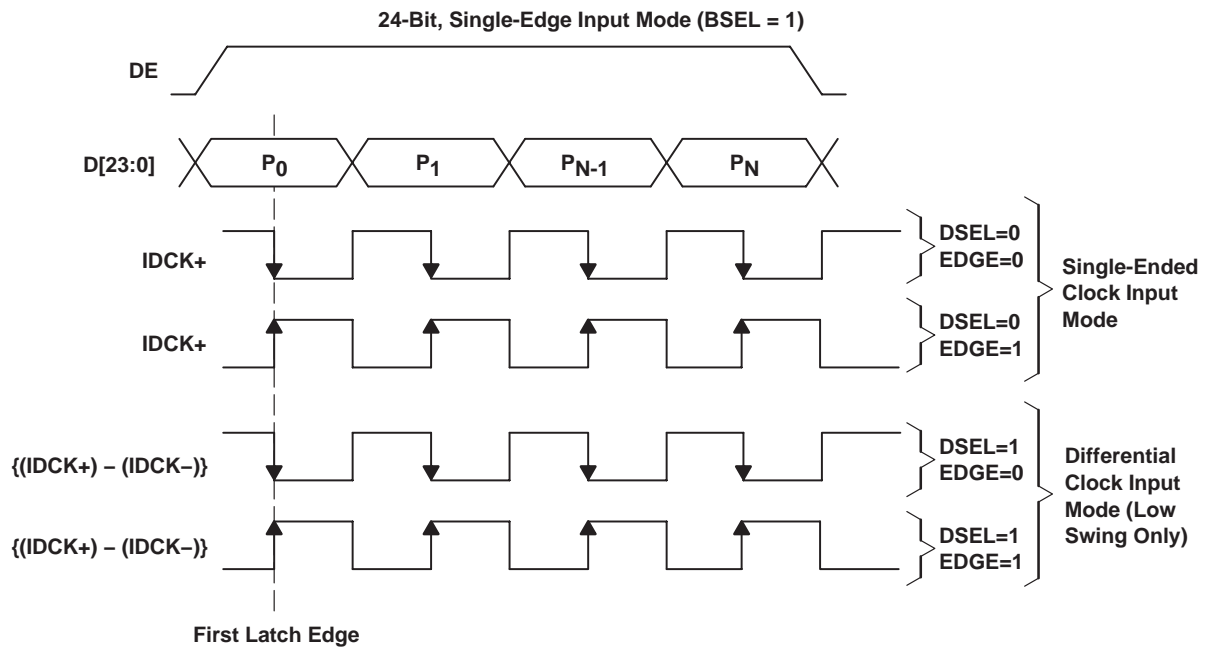 24-Bit, Single-Edge Input Mode (BSEL = 1)
DE
D[23:0]
P0
P1
PN-1
PN
IDCK+
DSEL=0
EDGE=0
IDCK+
DSEL=0
EDGE=1
Single-Ended
Clock Input
Mode
{(IDCK+) – (IDCK–)}
DSEL=1
EDGE=0
{(IDCK+) – (IDCK–)}
DSEL=1
EDGE=1
Differential
Clock Input
Mode (Low
Swing Only)
First Latch Edge